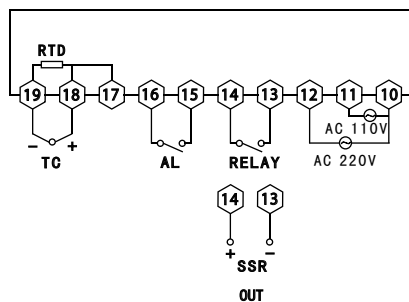 RTD
19 18 17 16 15 14 13 12 11 10
AC 110V
− +
TC AL RELAY AC 220V
14 13
+ −
SSR
OUT